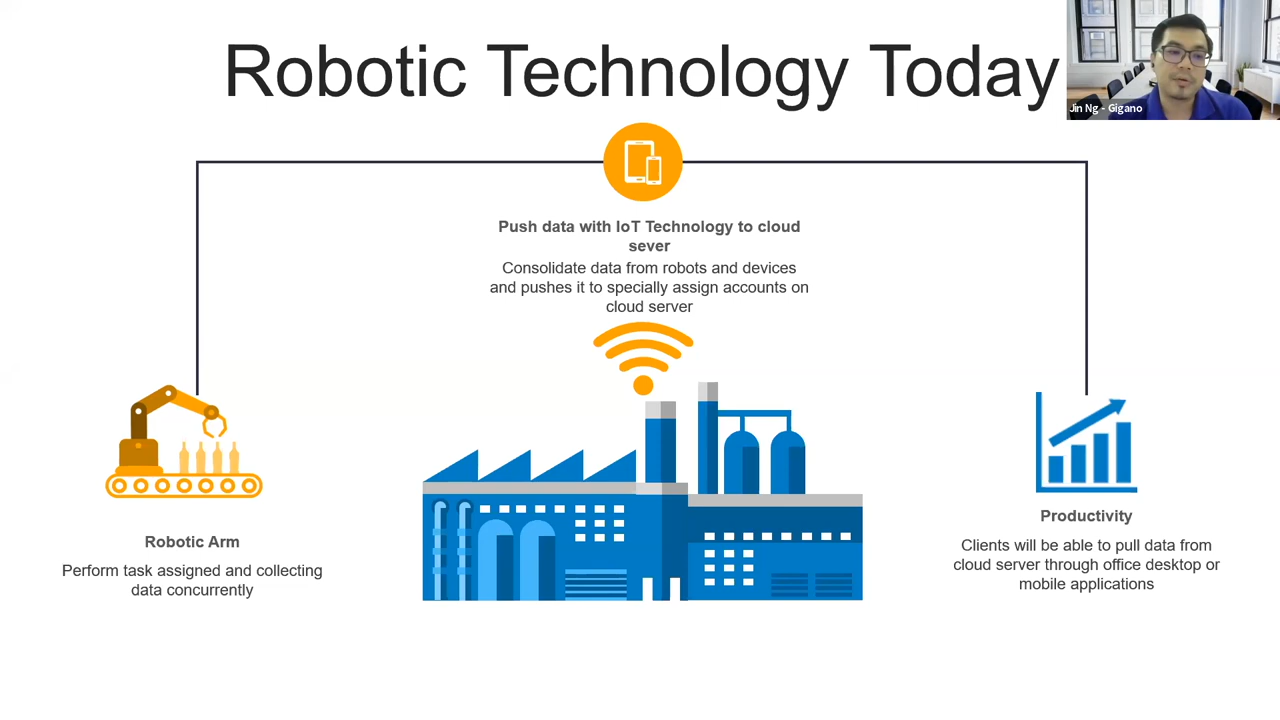 Robotic Technology Today
Jin Ng - Gigano
Push data with IoT Technology to cloud
sever
Consolidate data from robots and devices
and pushes it to specially assign accounts on
cloud server
Robotic Arm
Perform task assigned and collecting
data concurrently
Productivity
Clients will be able to pull data from
cloud server through office desktop or
mobile applications